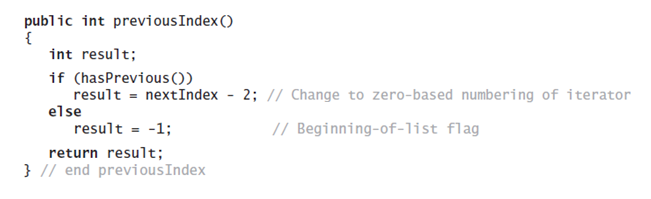 public int previousIndex()
{
int result;
if (hasPrevious())
result = nextIndex - 2; // Change to zero-based numbering of iterator
else
result = -1; // Beginning-of-list flag
return result;
} // end previousIndex